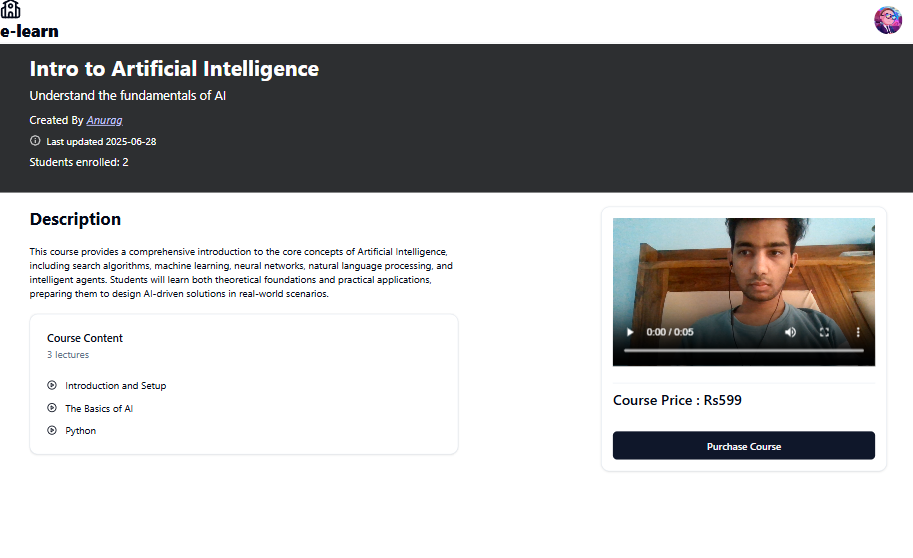 e-learn
Intro to Artificial Intelligence
Understand the fundamentals of AI
Created By Anurag
Last updated 2025-06-28
Students enrolled: 2
Description
This course provides a comprehensive introduction to the core concepts of Artificial Intelligence,
including search algorithms, machine learning, neural networks, natural language processing, and
intelligent agents. Students will learn both theoretical foundations and practical applications,
preparing them to design AI-driven solutions in real-world scenarios.
Course Content
3 lectures
Introduction and Setup
The Basics of AI
Python
0:00 / 0:05
Course Price : Rs599
Purchase Course